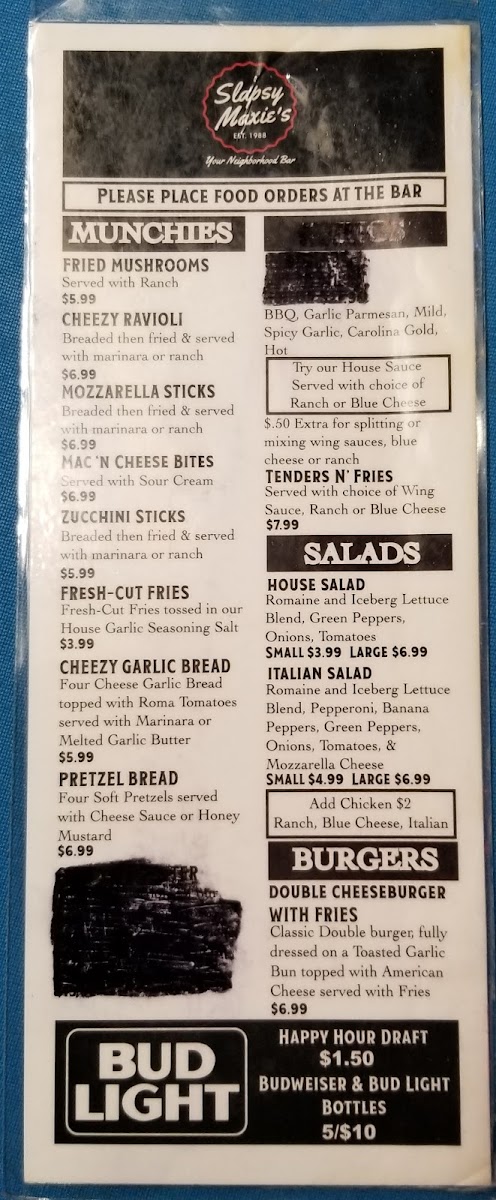 Slapsy
Maxie's
EST. 1988
Your Neighborhood Bar
PLEASE PLACE FOOD ORDERS AT THE BAR
MUNCHIES
FRIED MUSHROOMS
Served with Ranch
$5.99
CHEEZY RAVIOLI
Breaded then fried & served
with marinara or ranch
$6.99
MOZZARELLA STICKS
Breaded then fried & served
with marinara or ranch
$6.99
MAC 'N CHEESE BITES
Served with Sour Cream
$6.99
ZUCCHINI STICKS
Breaded then fried & served
with marinara or ranch
$5.99
FRESH-CUT FRIES
Fresh-Cut Fries tossed in our
House Garlic Seasoning Salt
$3.99
CHEEZY GARLIC BREAD
Four Cheese Garlic Bread
topped with Roma Tomatoes
served with Marinara or
Melted Garlic Butter
$5.99
PRETZEL BREAD
Four Soft Pretzels served
with Cheese Sauce or Honey
Mustard
$6.99
BBQ, Garlic Parmesan, Mild,
Spicy Garlic, Carolina Gold,
Hot
Try our House Sauce
Served with choice of
Ranch or Blue Cheese
$.50 Extra for splitting or
mixing wing sauces, blue
cheese or ranch
TENDERS N' FRIES
Served with choice of Wing
Sauce, Ranch or Blue Cheese
$7.99
SALADS
HOUSE SALAD
Romaine and Iceberg Lettuce
Blend, Green Peppers,
Onions, Tomatoes
SMALL $3.99 LARGE $6.99
ITALIAN SALAD
Romaine and Iceberg Lettuce
Blend, Pepperoni, Banana
Peppers, Green Peppers,
Onions, Tomatoes, &
Mozzarella Cheese
SMALL $4.99 LARGE $6.99
Add Chicken $2
Ranch, Blue Cheese, Italian
BURGERS
DOUBLE CHEESEBURGER
WITH FRIES
Classic Double burger, fully
dressed on a Toasted Garlic
Bun topped with American
Cheese served with Fries
$6.99
BUD
LIGHT
HAPPY HOUR DRAFT
$1.50
BUDWEISER & BUD LIGHT
BOTTLES
5/$10